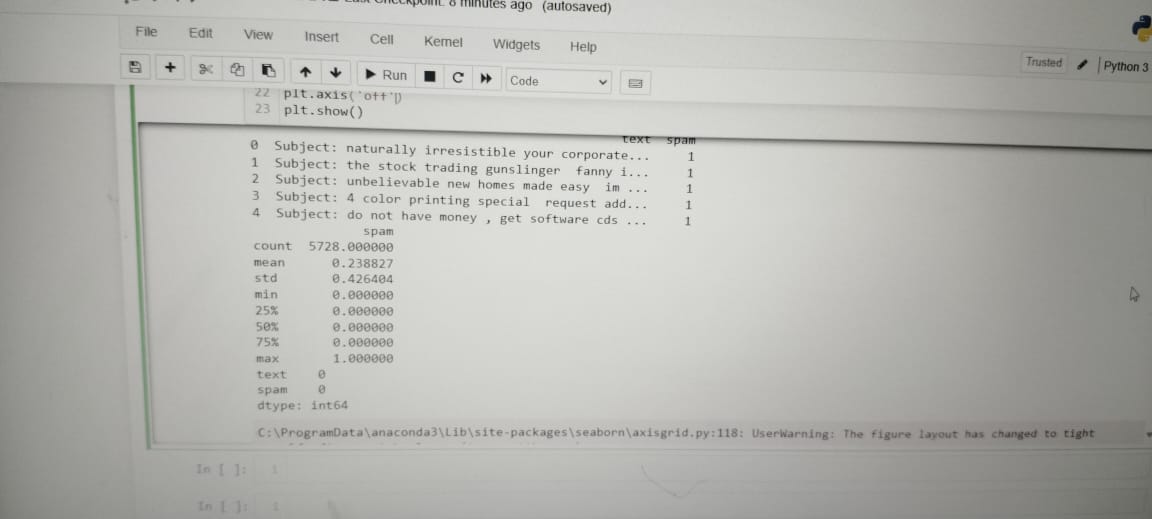 Last Checkpoint: 8 minutes ago (autosaved)
File Edit View Insert Cell Kernel Widgets Help
Trusted Python 3
Run Code
22 plt.axis('off')
23 plt.show()
text spam
0 Subject: naturally irresistible your corporate... 1
1 Subject: the stock trading gunslinger fanny i... 1
2 Subject: unbelievable new homes made easy im ... 1
3 Subject: 4 color printing special request add... 1
4 Subject: do not have money , get software cds ... 1
spam
count 5728.000000
mean 0.238827
std 0.426404
min 0.000000
25% 0.000000
50% 0.000000
75% 0.000000
max 1.000000
text 0
spam 0
dtype: int64
C:\ProgramData\anaconda3\Lib\site-packages\seaborn\axisgrid.py:118: UserWarning: The figure layout has changed to tight
In [ ]: 1
In [ ]: 1